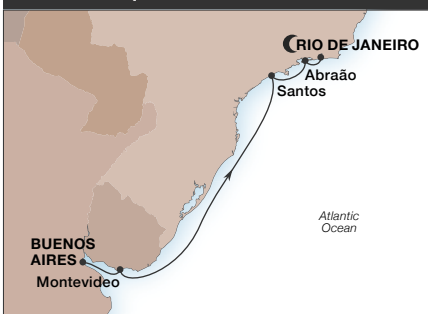 RIO DE JANEIRO
Abraão
Santos
Atlantic
Ocean
BUENOS
AIRES
Montevideo